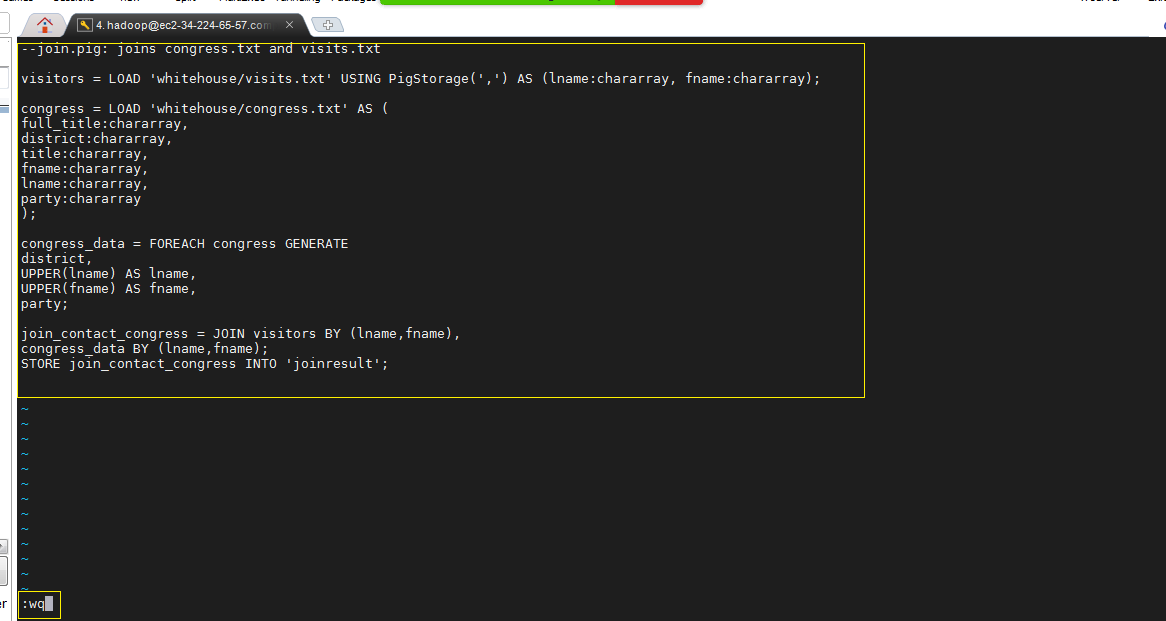 4. hadoop@ec2-34-224-65-57.com
--join.pig: joins congress.txt and visits.txt
visitors = LOAD 'whitehouse/visits.txt' USING PigStorage(',') AS (lname:chararray, fname:chararray);
congress = LOAD 'whitehouse/congress.txt' AS (
full_title:chararray,
district:chararray,
title:chararray,
fname:chararray,
lname:chararray,
party:chararray
);
congress_data = FOREACH congress GENERATE
district,
UPPER(lname) AS lname,
UPPER(fname) AS fname,
party;
join_contact_congress = JOIN visitors BY (lname,fname),
congress_data BY (lname,fname);
STORE join_contact_congress INTO 'joinresult';
~
~
~
~
~
~
~
~
~
~
~
~
~
:wq